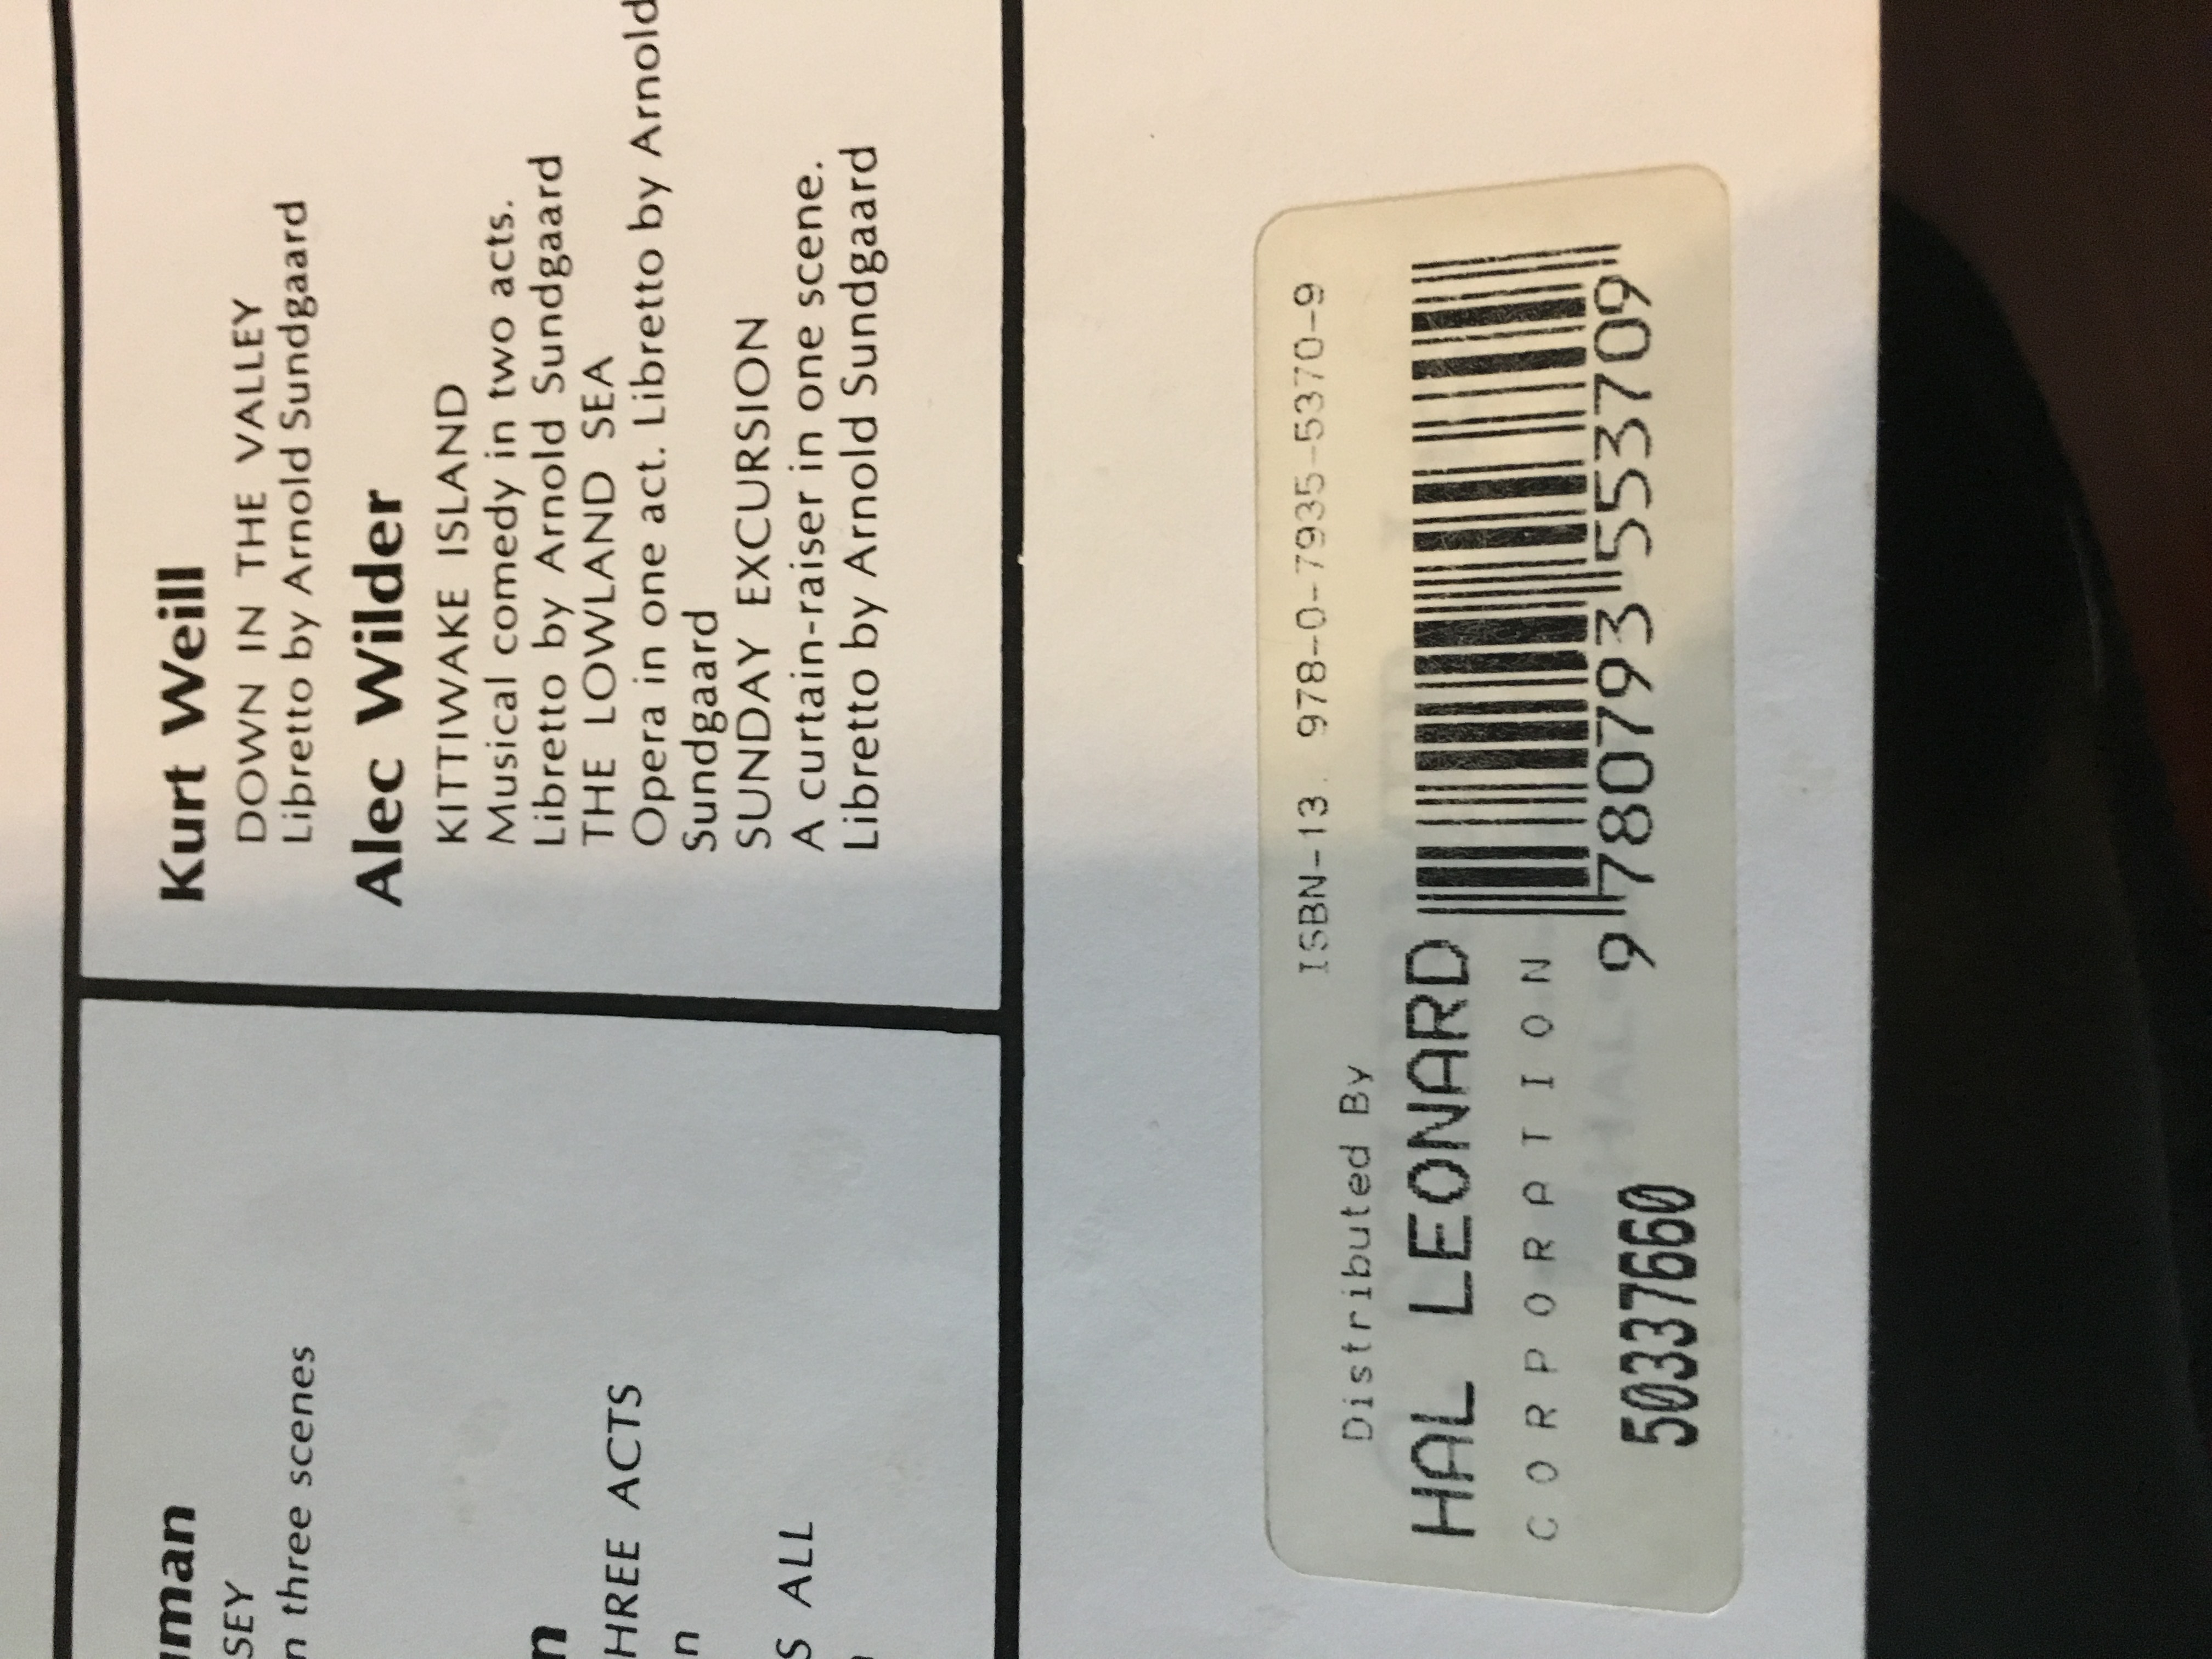 uman
SEY
n three scenes
n
HREE ACTS
n
S ALL
Kurt Weill
DOWN IN THE VALLEY
Libretto by Arnold Sundgaard
Alec Wilder
KITTIWAKE ISLAND
Musical comedy in two acts.
Libretto by Arnold Sundgaard
THE LOWLAND SEA
Opera in one act. Libretto by Arnold
Sundgaard
SUNDAY EXCURSION
A curtain-raiser in one scene.
Libretto by Arnold Sundgaard
ISBN-13. 978-0-7935-5370-9
Distributed By
HAL LEONARD
CORPORATION
50337660
9 780793 553709